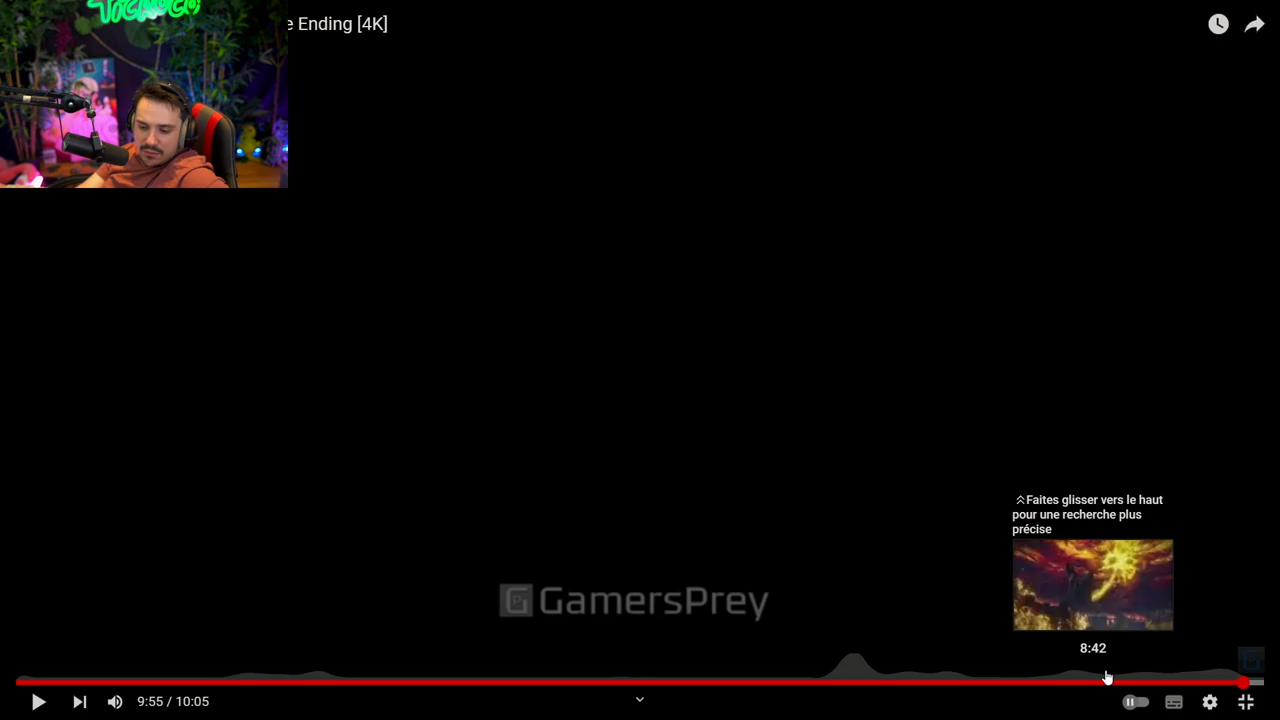 e Ending [4K]
Faites glisser vers le haut
pour une recherche plus
précise
GamersPrey
8:42
9:55 / 10:05